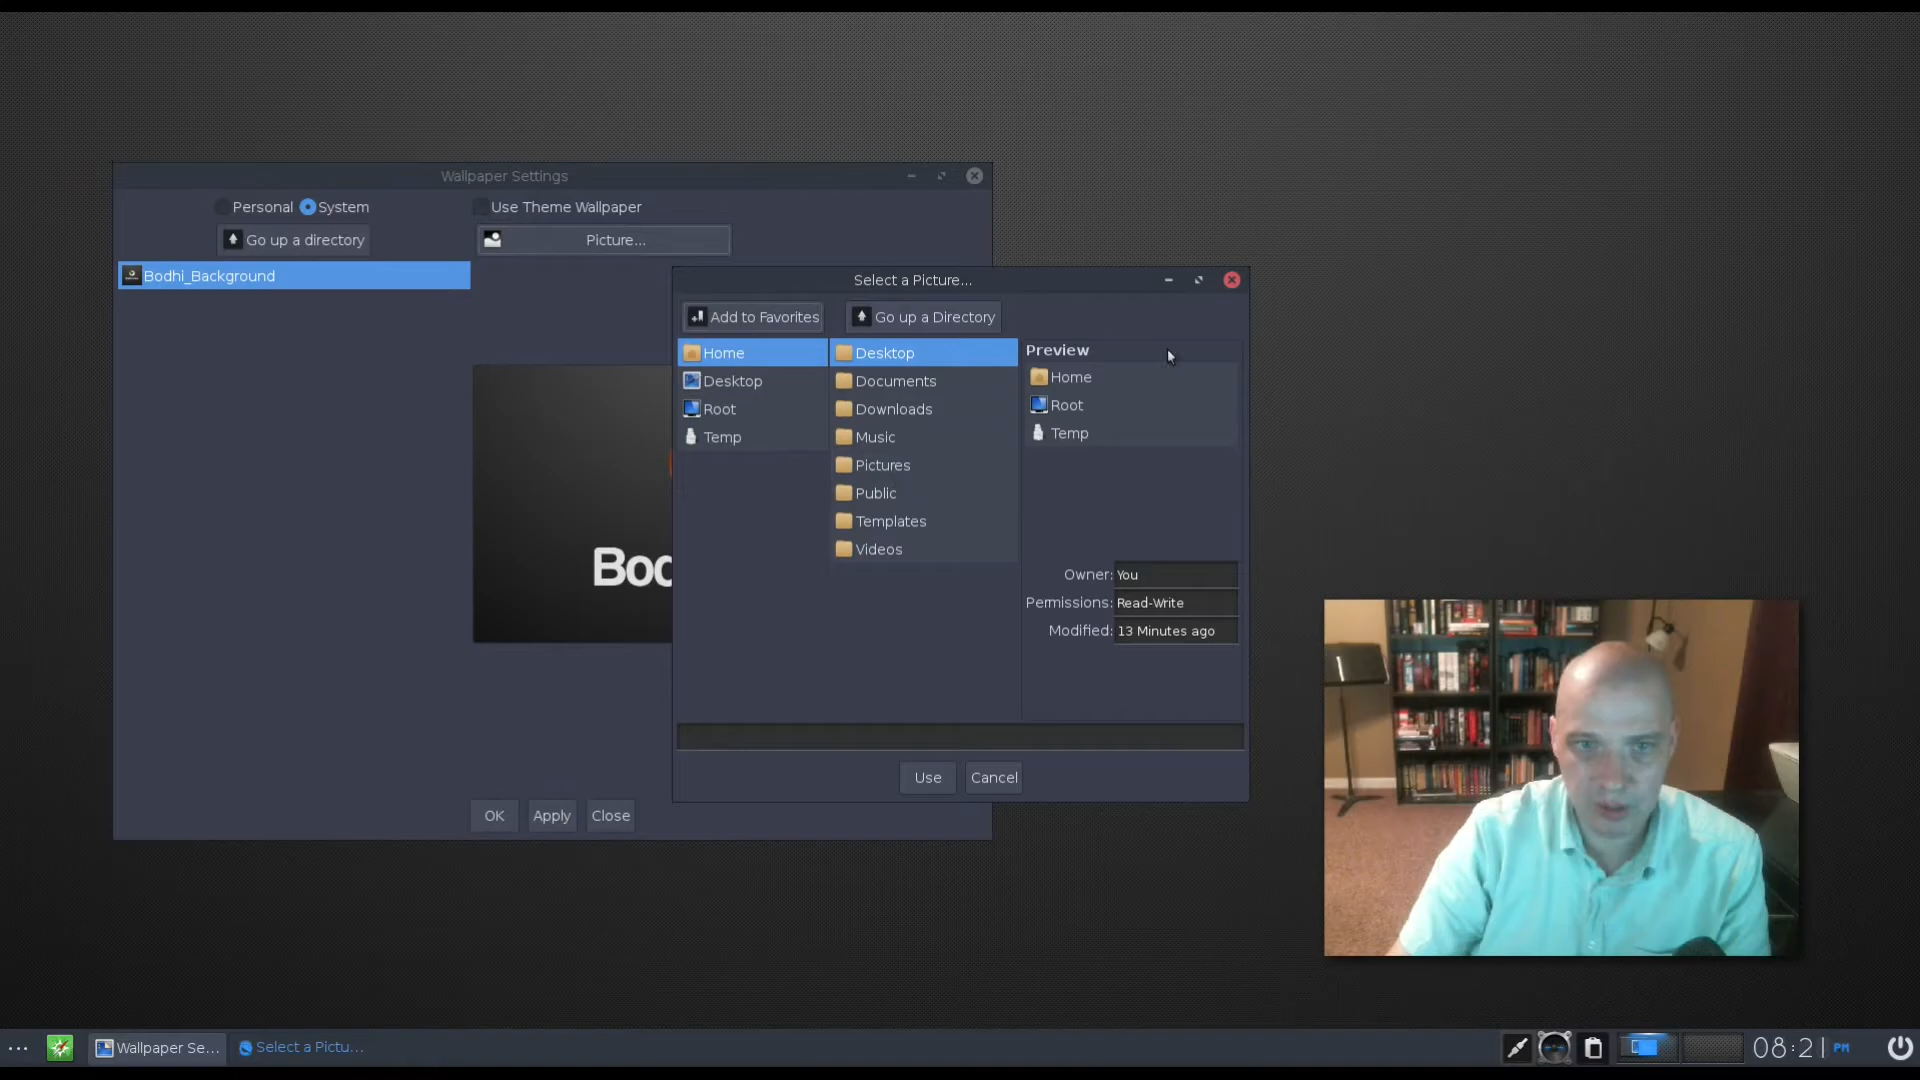 Wallpaper Settings
Personal System
Use Theme Wallpaper
Go up a directory
Picture...
Bodhi_Background
Boc
OK Apply Close
Select a Picture...
Add to Favorites
Go up a Directory
Home
Desktop
Root
Temp
Desktop
Documents
Downloads
Music
Pictures
Public
Templates
Videos
Preview
Home
Root
Temp
Owner: You
Permissions: Read-Write
Modified: 13 Minutes ago
Use Cancel
Wallpaper Se...
Select a Pictu...
08:2 PM